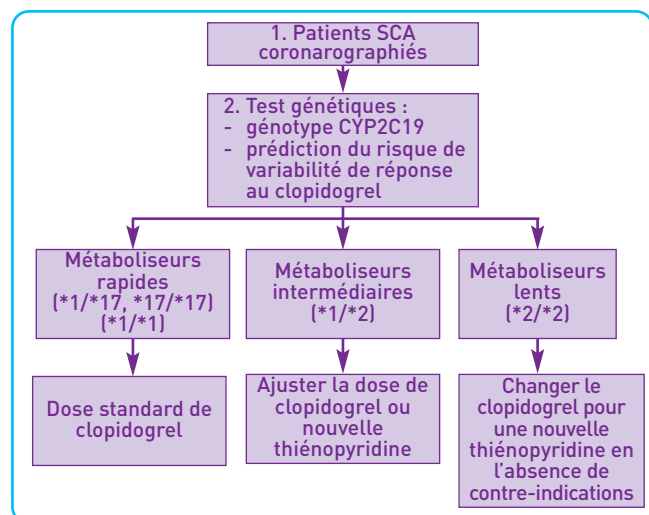 1. Patients SCA
coronarographiés
2. Test génétiques :
- génotype CYP2C19
- prédiction du risque de
variabilité de réponse
au clopidogrel
Métaboliseurs
rapides
(*1/*17, *17/*17)
(*1/*1)
Métaboliseurs
intermédiaires
(*1/*2)
Métaboliseurs
lents
(*2/*2)
Dose standard de
clopidogrel
Ajuster la dose de
clopidogrel ou
nouvelle
thiénopyridine
Changer le
clopidogrel pour
une nouvelle
thiénopyridine en
l’absence de
contre-indications